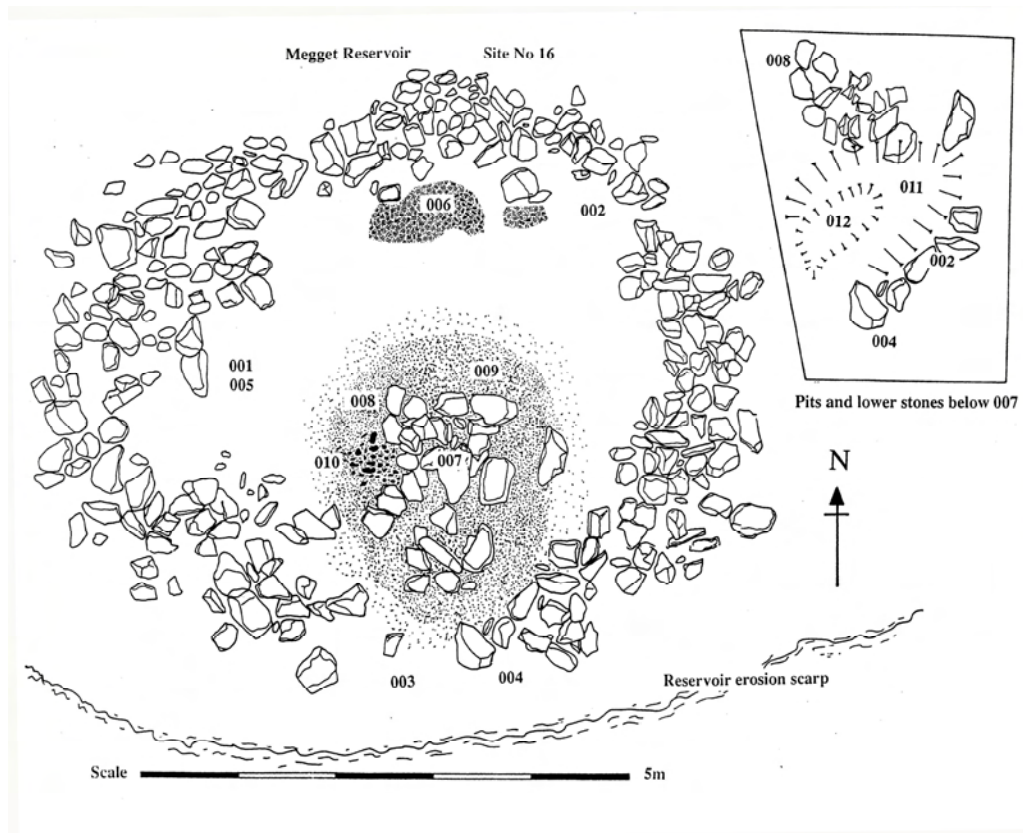 Megget Reservoir Site No 16
008
011
012
002
004
Pits and lower stones below 007
006
002
001
005
009
008
010
007
N
003
004
Reservoir erosion scarp
Scale
5m